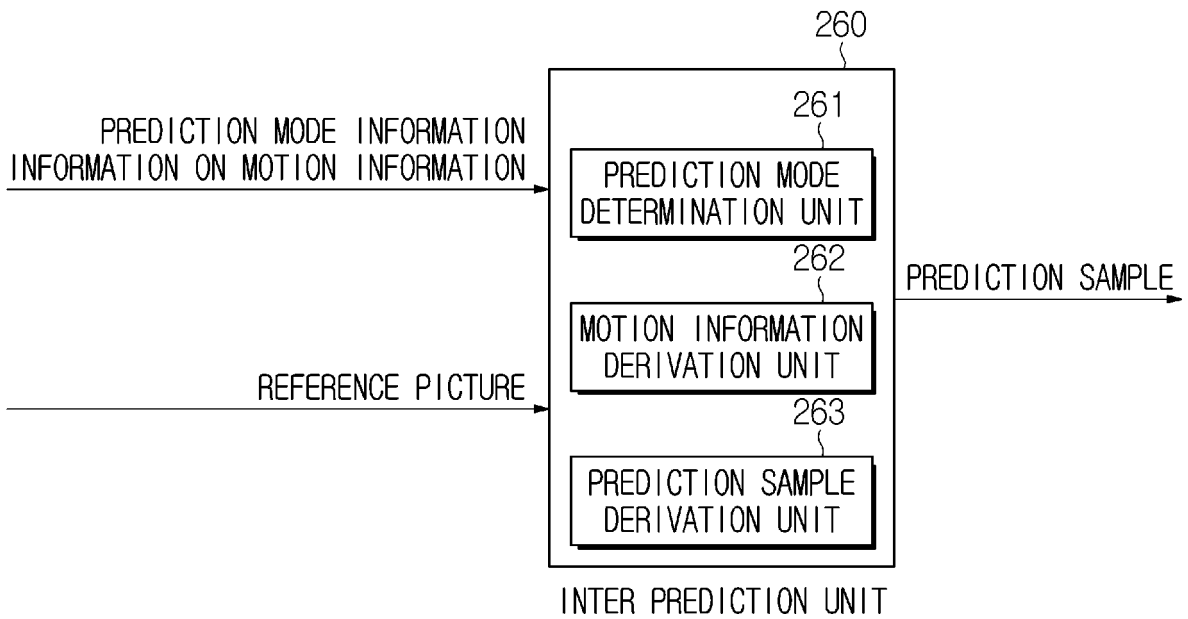 260
PREDICTION MODE INFORMATION
INFORMATION ON MOTION INFORMATION
261
PREDICTION MODE
DETERMINATION UNIT
262
MOTION INFORMATION
DERIVATION UNIT
PREDICTION SAMPLE
REFERENCE PICTURE
263
PREDICTION SAMPLE
DERIVATION UNIT
INTER PREDICTION UNIT